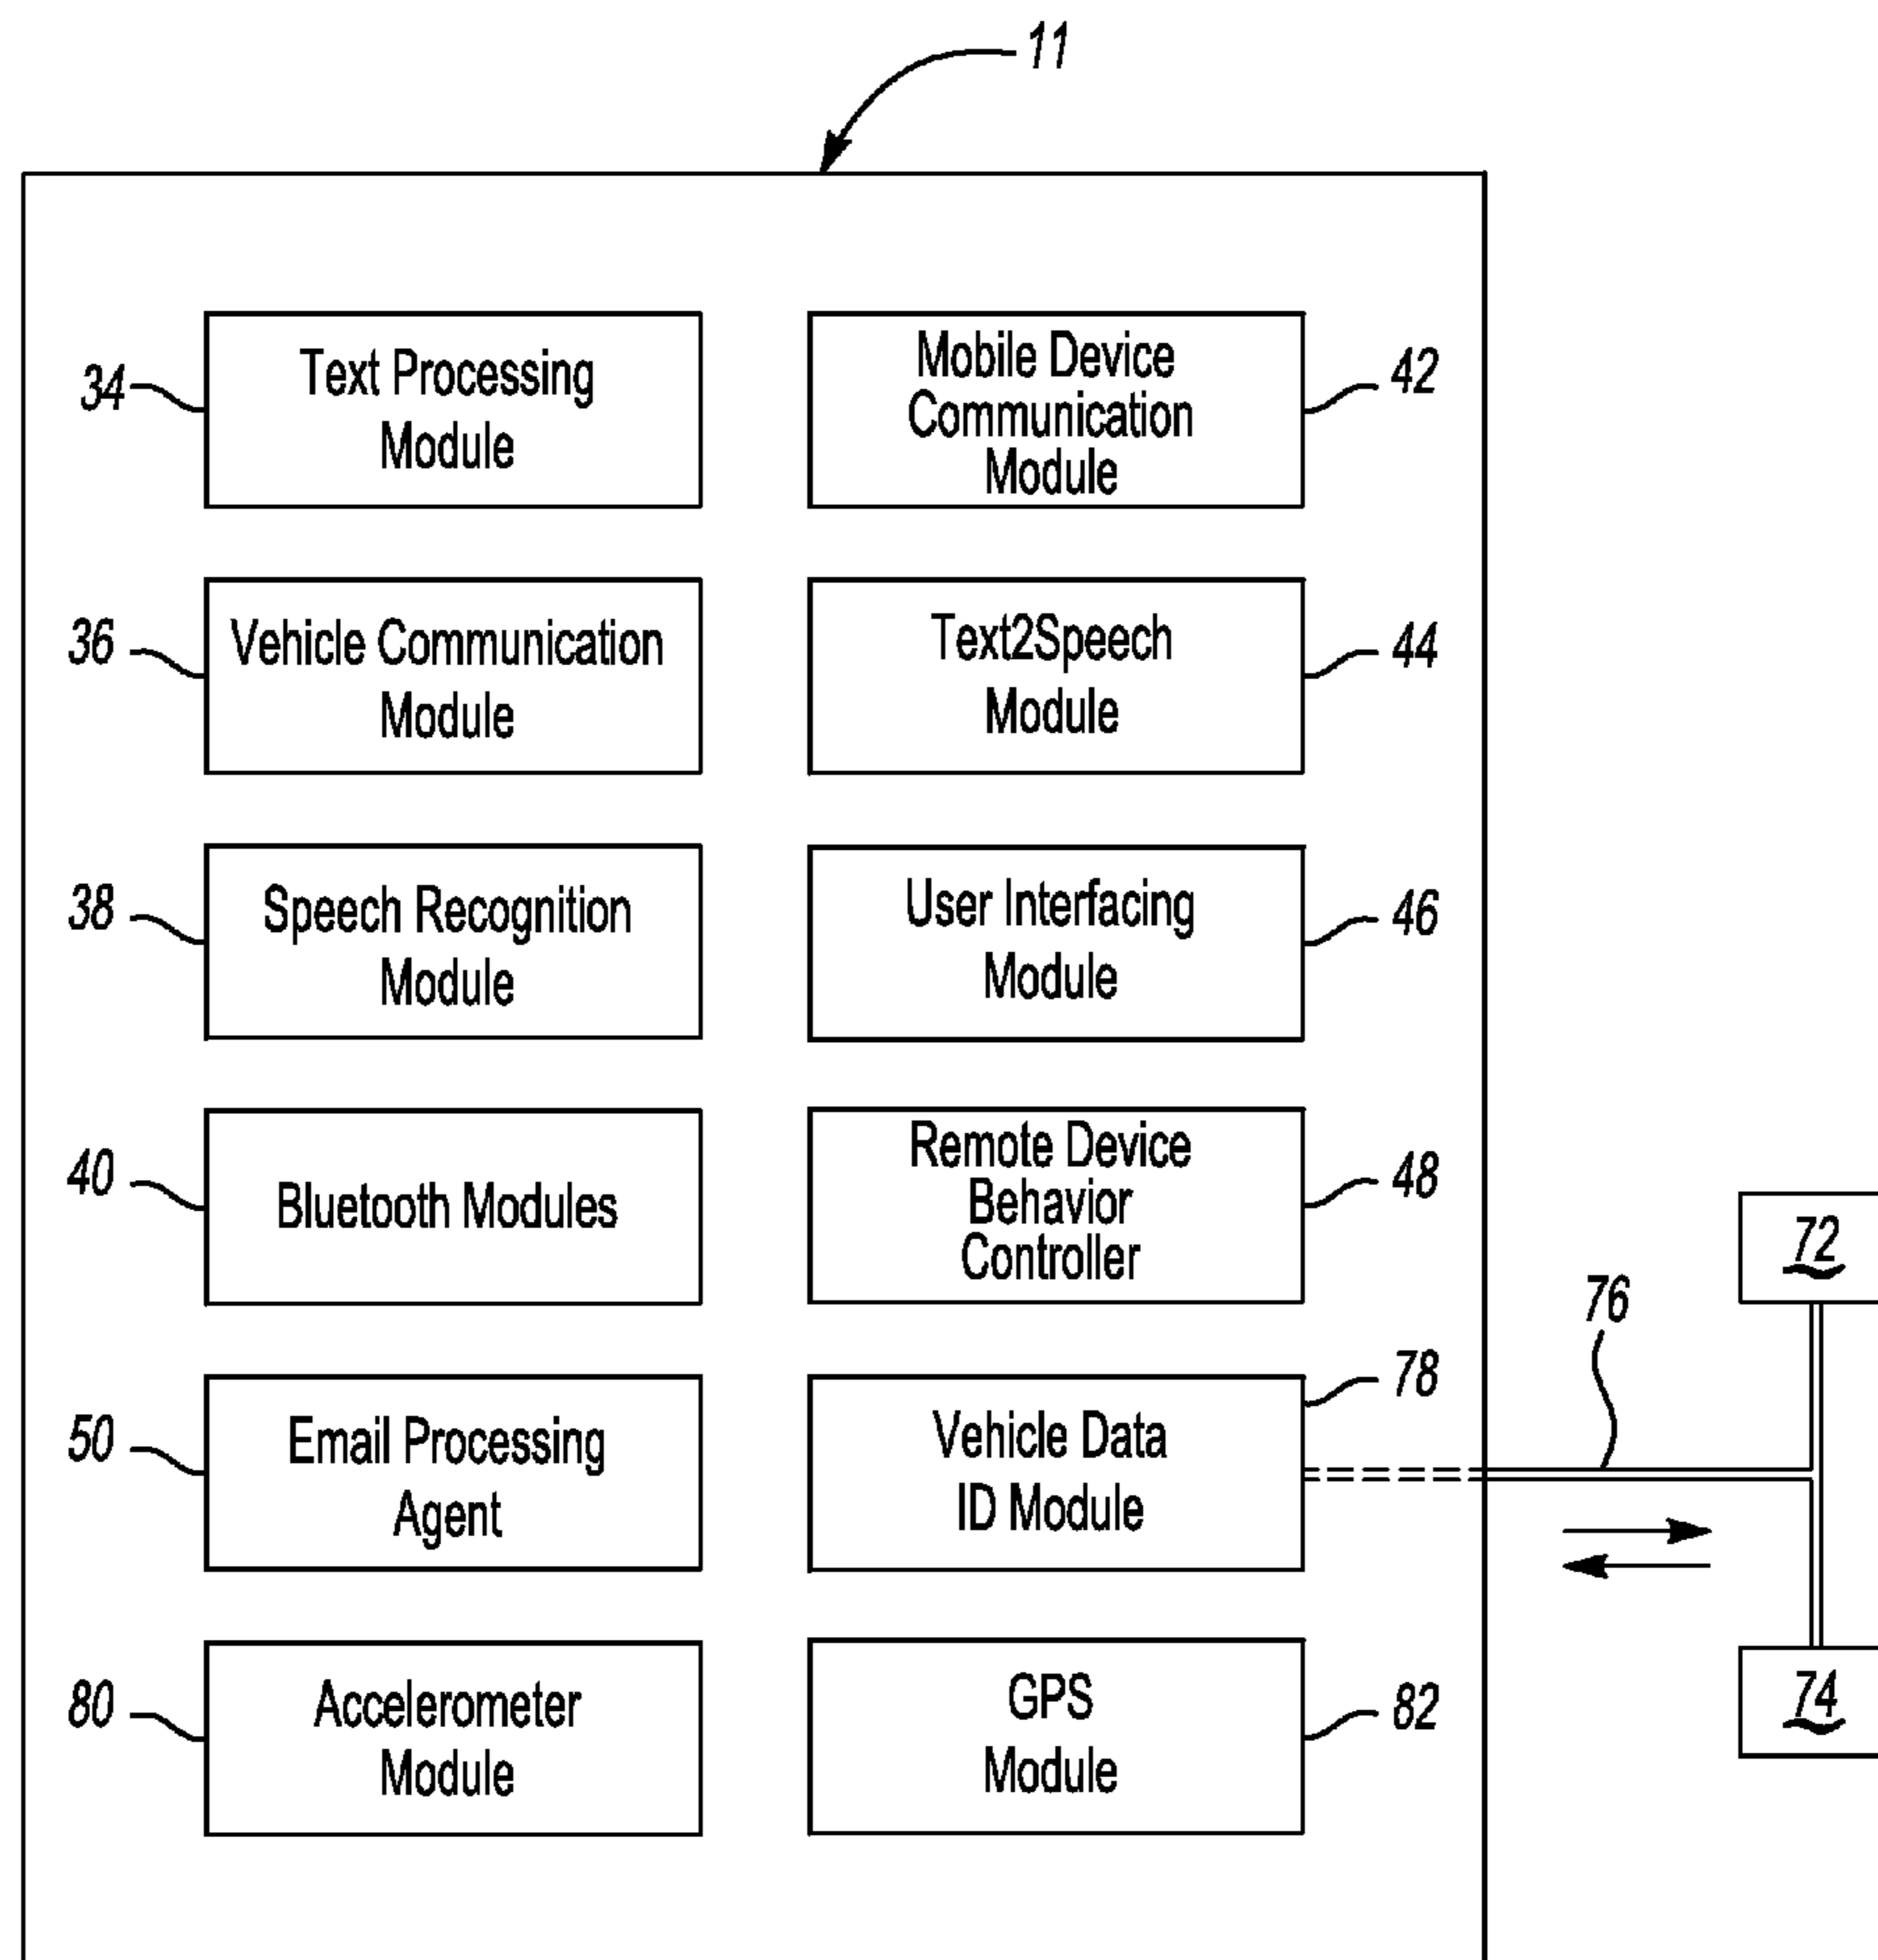 11
34
Text Processing
Module
Mobile Device
Communication
Module
42
36
Vehicle Communication
Module
Text2Speech
Module
44
38
Speech Recognition
Module
User Interfacing
Module
46
40
Bluetooth Modules
Remote Device
Behavior
Controller
48
72
76
50
Email Processing
Agent
Vehicle Data
ID Module
78
80
Accelerometer
Module
GPS
Module
82
74